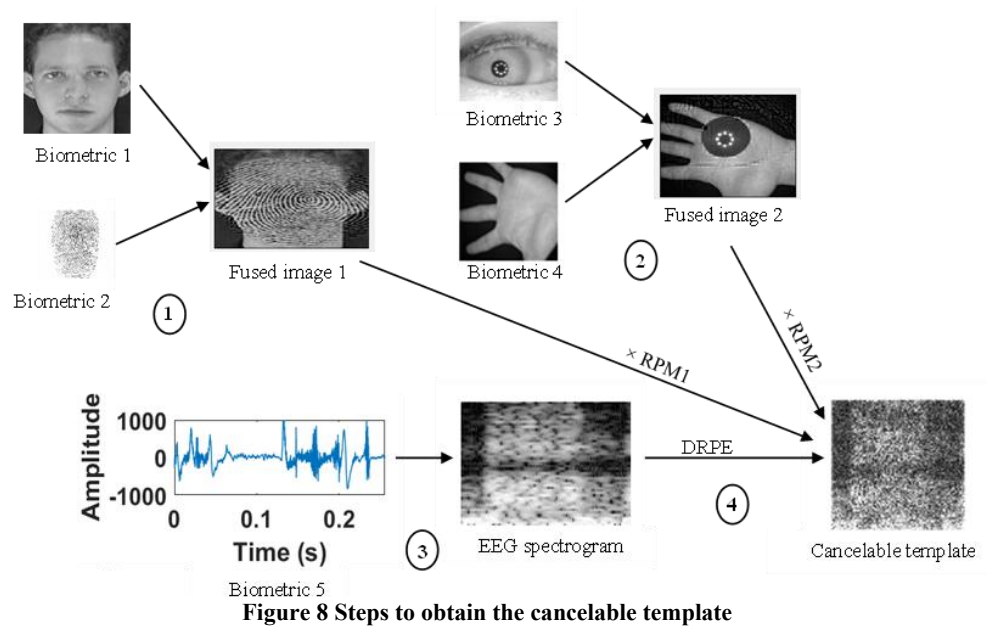 Biometric 1
Biometric 2
1
Fused image 1
Biometric 3
Biometric 4
Fused image 2
2
× RPM1
× RPM2
Amplitude
1000
0
-1000
0
0.1
0.2
Time (s)
Biometric 5
3
EEG spectrogram
DRPE
4
Cancelable template
Figure 8 Steps to obtain the cancelable template